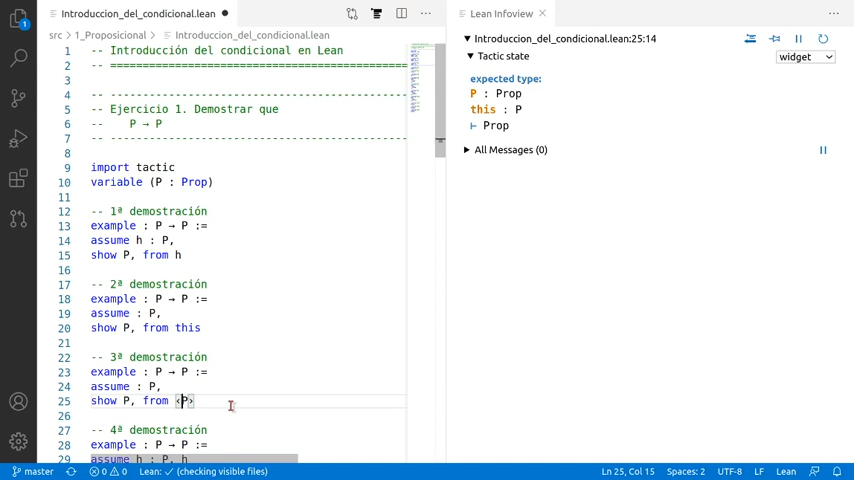 Introduccion_del_condicional.lean
Lean Infoview
src > 1_Proposicional > Introduccion_del_condicional.lean
1 -- Introducción del condicional en Lean
2 -- ==============================================
3
4 -- ----------------------------------------------
5 -- Ejercicio 1. Demostrar que
6 --    P → P
7 -- ----------------------------------------------
8
9 import tactic
10 variable (P : Prop)
11
12 -- 1ª demostración
13 example : P → P :=
14 assume h : P,
15 show P, from h
16
17 -- 2ª demostración
18 example : P → P :=
19 assume : P,
20 show P, from this
21
22 -- 3ª demostración
23 example : P → P :=
24 assume : P,
25 show P, from ‹P›
26
27 -- 4ª demostración
28 example : P → P :=
29 assume h : P, h
Introduccion_del_condicional.lean:25:14
Tactic state
widget
expected type:
P : Prop
this : P
⊢ Prop
All Messages (0)
1
master
0
0
Lean: ✓ (checking visible files)
Ln 25, Col 15
Spaces: 2
UTF-8
LF
Lean